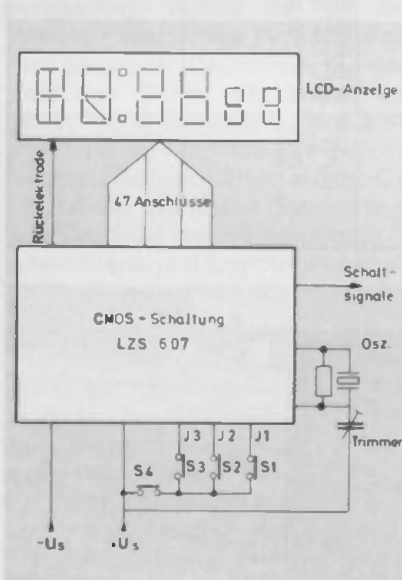 LCD-Anzeige
Rückelektrode
47 Anschlüsse
CMOS-Schaltung
LZS 607
Schalt-
signale
Osz.
Trimmer
J3 J2 J1
S4 S3 S2 S1
-Us +Us